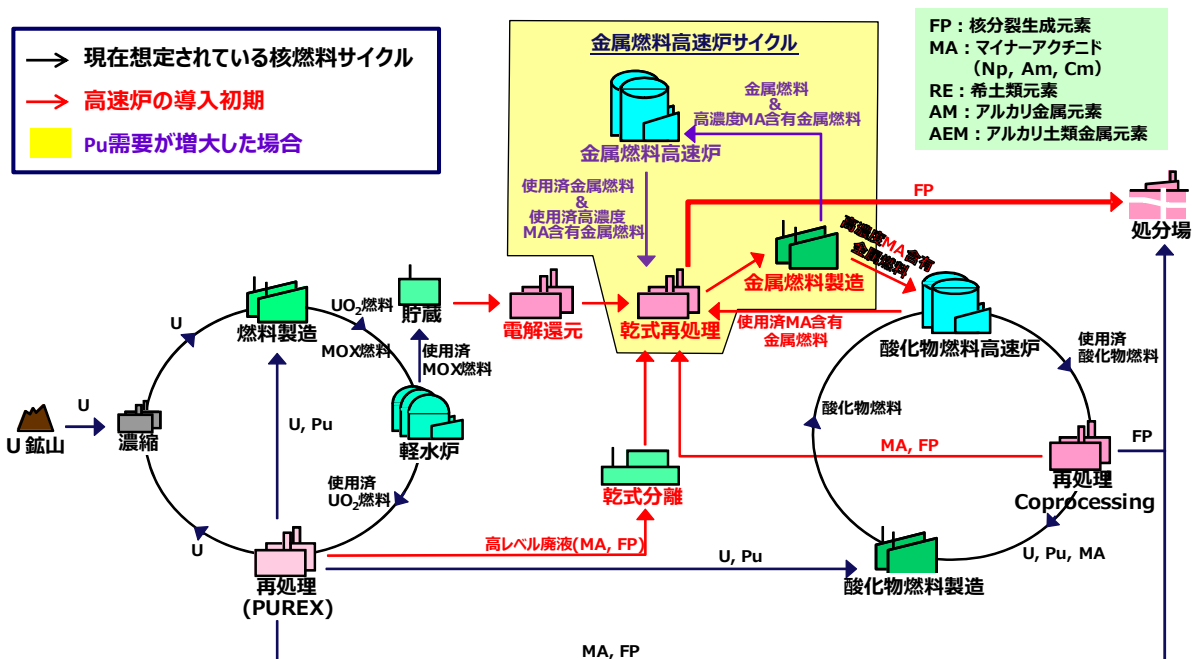 現在想定されている核燃料サイクル
高速炉の導入初期
Pu需要が増大した場合
金属燃料高速炉サイクル
金属燃料
&
高濃度MA含有金属燃料
金属燃料高速炉
使用済金属燃料
&
使用済高濃度
MA含有金属燃料
FP:核分裂生成元素
MA:マイナーアクチニド
(Np, Am, Cm)
RE:希土類元素
AM:アルカリ金属元素
AEM:アルカリ土類金属元素
FP
処分場
高濃度MA含有
金属燃料
金属燃料製造
乾式再処理
電解還元
貯蔵
使用済MA含有
金属燃料
酸化物燃料高速炉
使用済
酸化物燃料
U
燃料製造
UO₂燃料
MOX燃料
使用済
MOX燃料
U
U 鉱山
濃縮
U, Pu
軽水炉
使用済
UO₂燃料
U
再処理
(PUREX)
高レベル廃液(MA, FP)
乾式分離
MA, FP
酸化物燃料
FP
再処理
Coprocessing
U, Pu, MA
U, Pu
酸化物燃料製造
MA, FP